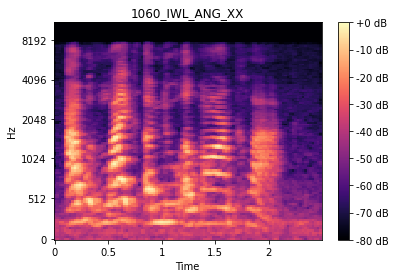 1060_IWL_ANG_XX
+0 dB
8192
-10 dB
4096
-20 dB
-30 dB
2048
Hz
-40 dB
1024
-50 dB
512
-60 dB
-70 dB
0
-80 dB
0 0.5 1 1.5 2
Time